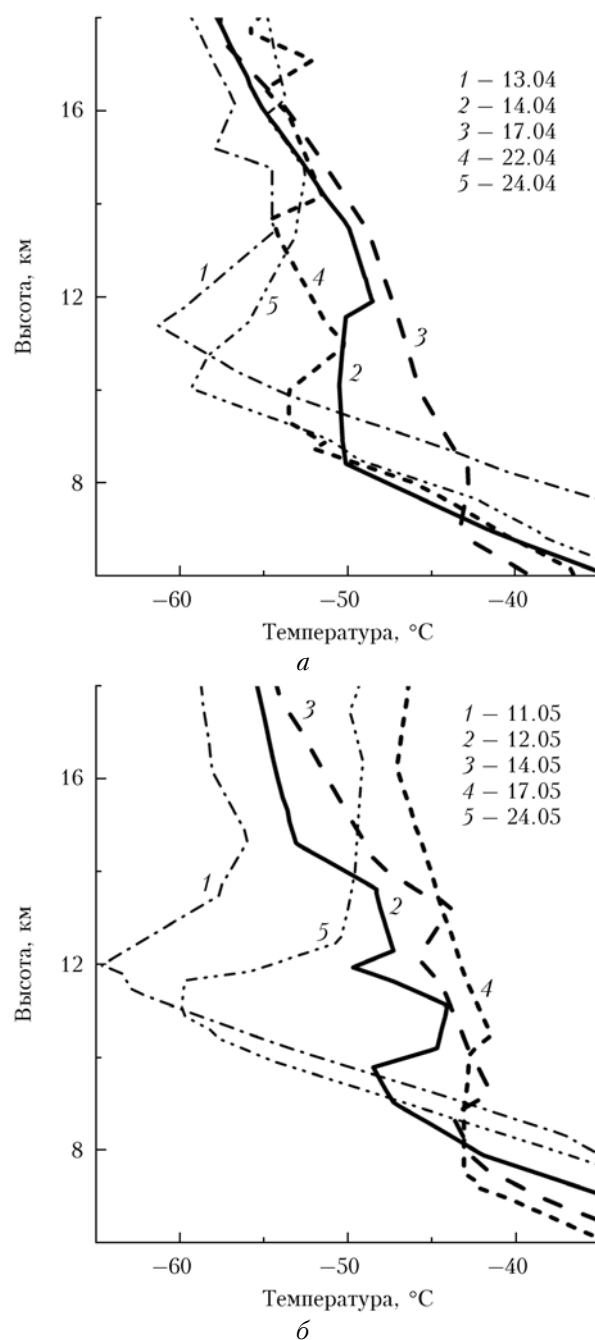 16
12
8
Высота, км
1 – 13.04
2 – 14.04
3 – 17.04
4 – 22.04
5 – 24.04
1
5
4
2
3
−60
−50
−40
Температура, °C
а
16
12
8
Высота, км
1 – 11.05
2 – 12.05
3 – 14.05
4 – 17.05
5 – 24.05
3
1
2
5
4
−60
−50
−40
Температура, °C
б